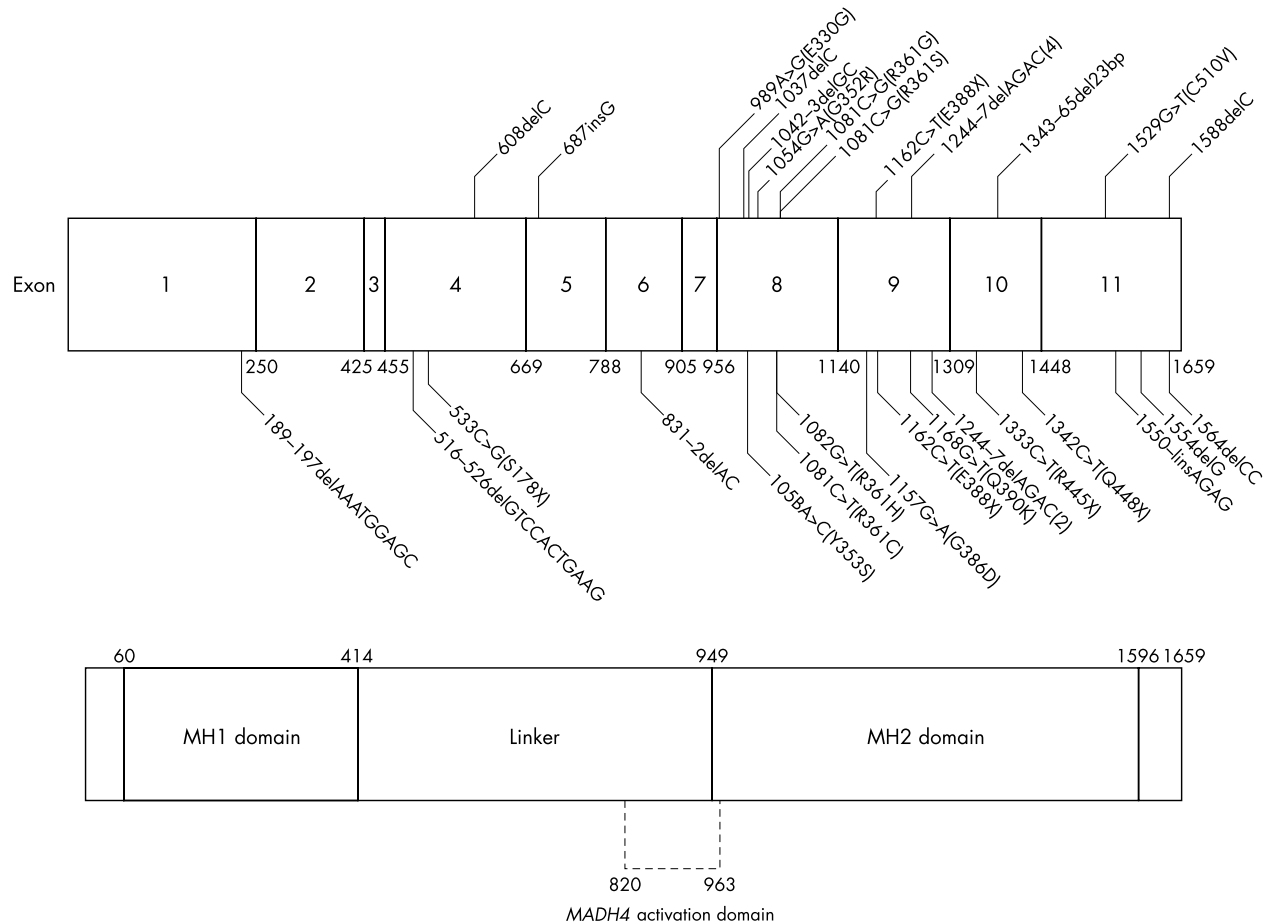 989A>G(E330G)
1037delC
1042–3delGC
1054G>A(G352R)
1081C>G(R361G)
1081C>G(R361S)
608delC
687insG
1162C>T(E388X)
1244–7delAGAC(4)
1343–65del23bp
1529G>T(C510V)
1588delC
Exon 1 2 3 4 5 6 7 8 9 10 11
250 425 455 669 788 905 956 1140 1309 1448 1659
189–197delAAATGGAGC
533C>G(S178X)
516–526delGTCCACTGAAG
831–2delAC
1082G>T(R361H)
1081C>T(R361C)
105BA>C(Y353S)
1157G>A(G386D)
1162C>T(E388X)
1168G>T(Q390K)
1244–7delAGAC(2)
1333C>T(R445X)
1342C>T(Q448X)
1564delCC
1554delG
1550–linsAGAG
60 414 949 1596 1659
MH1 domain Linker MH2 domain
820 963
MADH4 activation domain